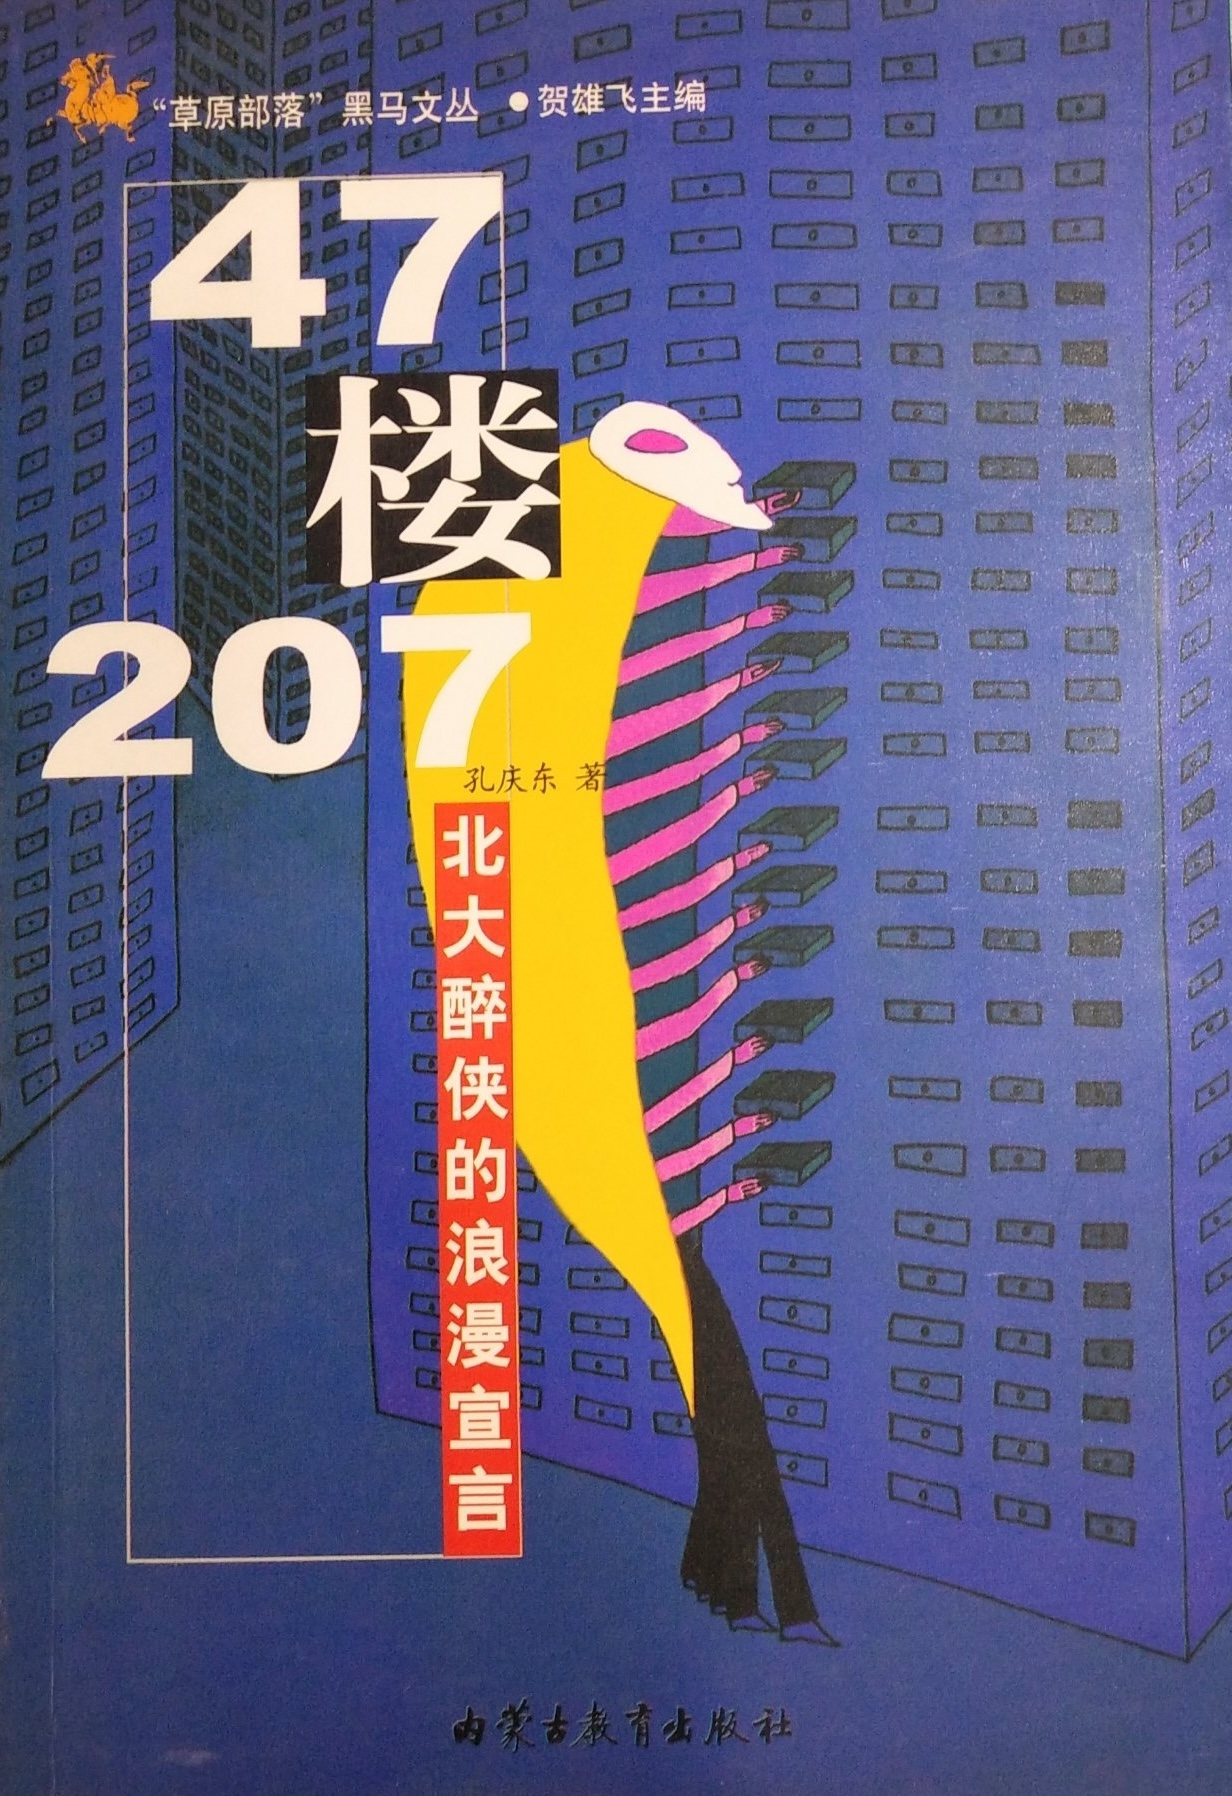 “草原部落”黑马文丛 ●贺雄飞主编
47
楼
207
孔庆东 著
北大醉侠的浪漫宣言
内蒙古教育出版社